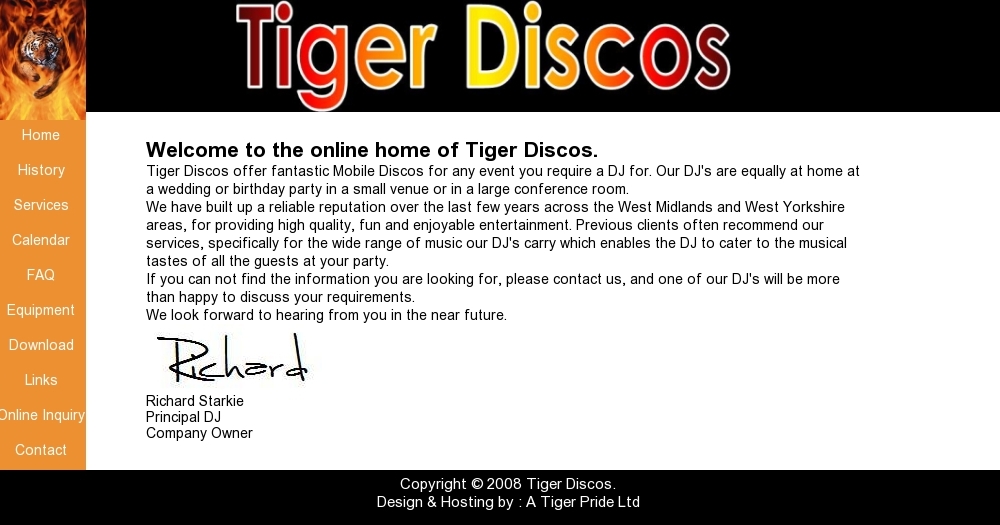 Tiger Discos
Home
History
Services
Calendar
FAQ
Equipment
Download
Links
Online Inquiry
Contact
Welcome to the online home of Tiger Discos.
Tiger Discos offer fantastic Mobile Discos for any event you require a DJ for. Our DJ's are equally at home at
a wedding or birthday party in a small venue or in a large conference room.
We have built up a reliable reputation over the last few years across the West Midlands and West Yorkshire
areas, for providing high quality, fun and enjoyable entertainment. Previous clients often recommend our
services, specifically for the wide range of music our DJ's carry which enables the DJ to cater to the musical
tastes of all the guests at your party.
If you can not find the information you are looking for, please contact us, and one of our DJ's will be more
than happy to discuss your requirements.
We look forward to hearing from you in the near future.
Richard
Richard Starkie
Principal DJ
Company Owner
Copyright © 2008 Tiger Discos.
Design & Hosting by : A Tiger Pride Ltd